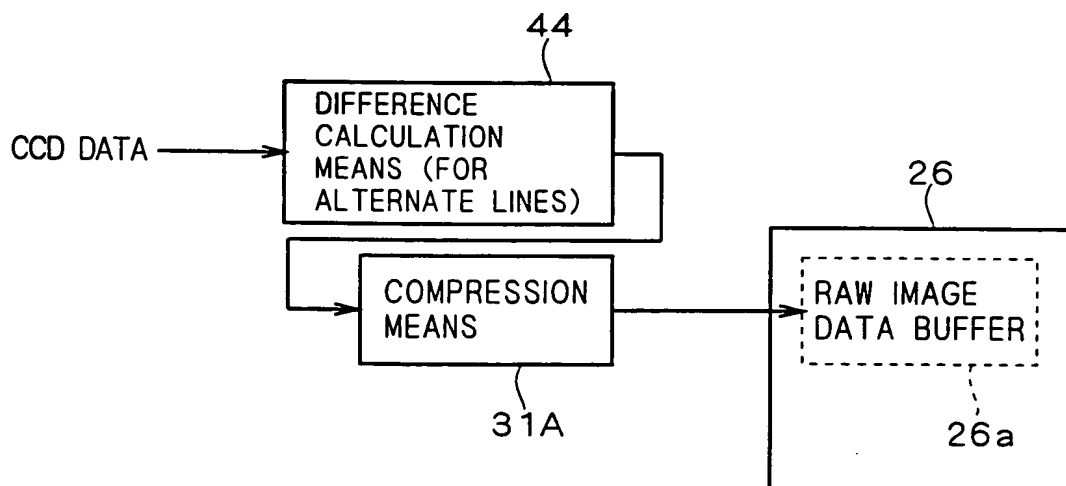 44
DIFFERENCE
CALCULATION
MEANS (FOR
ALTERNATE LINES)
CCD DATA
26
COMPRESSION
MEANS
RAW IMAGE
DATA BUFFER
31A
26a